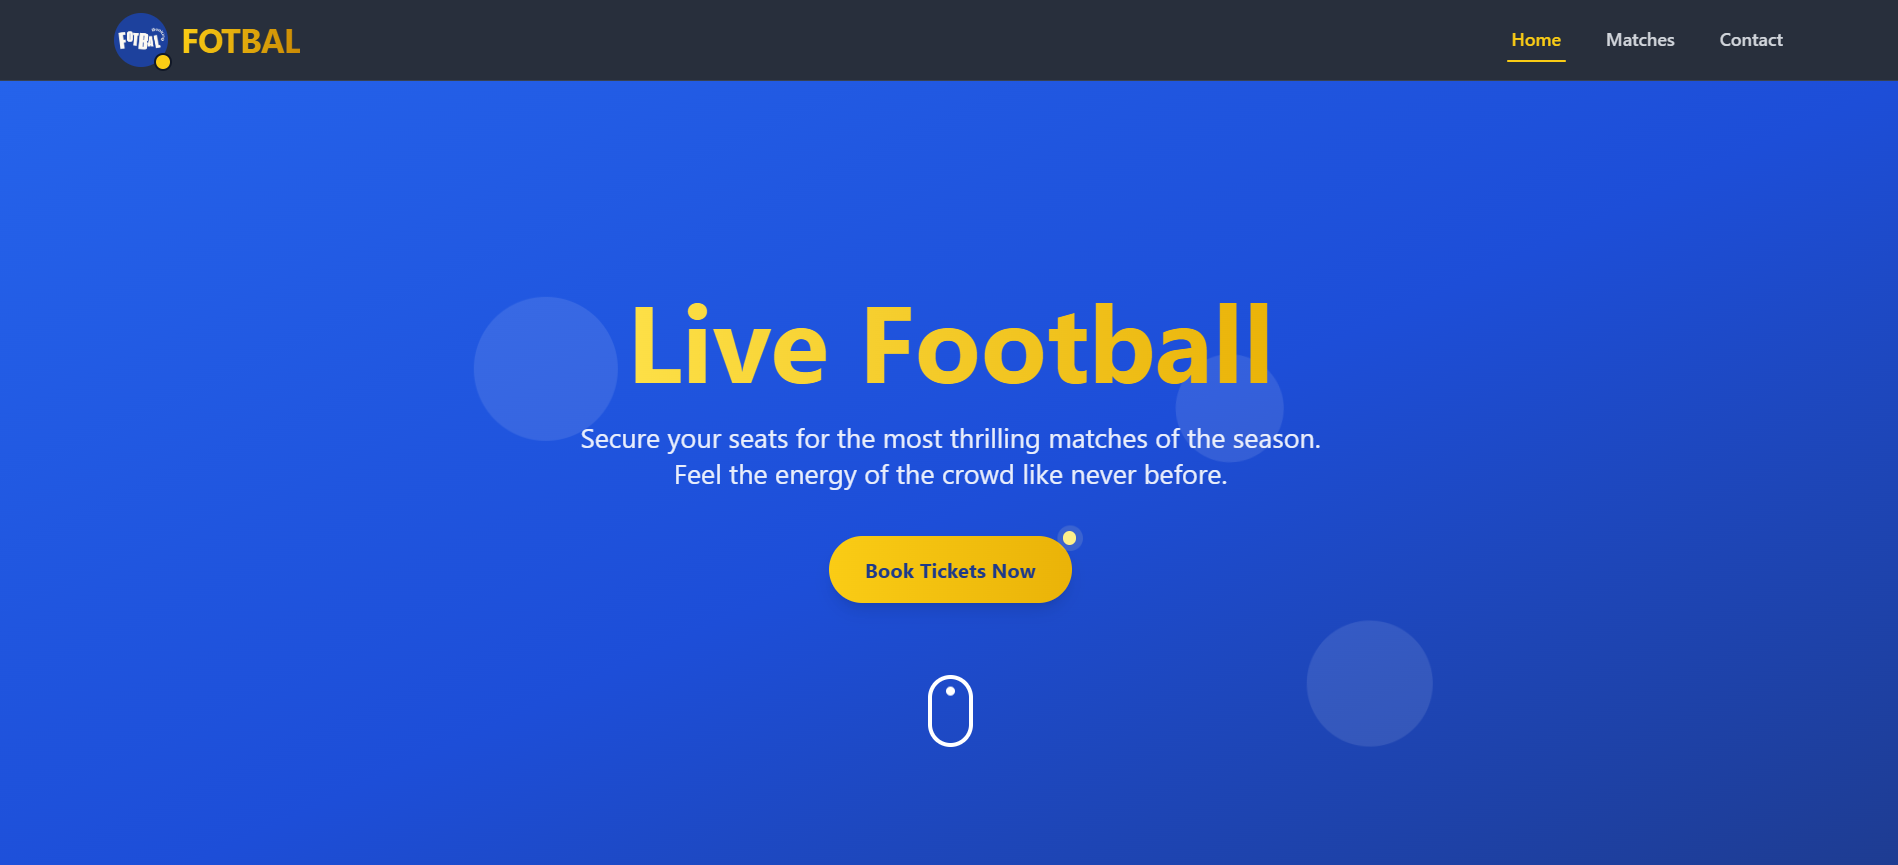 FOTBAL
FOTBAL
Home
Matches
Contact
Live Football
Secure your seats for the most thrilling matches of the season.
Feel the energy of the crowd like never before.
Book Tickets Now